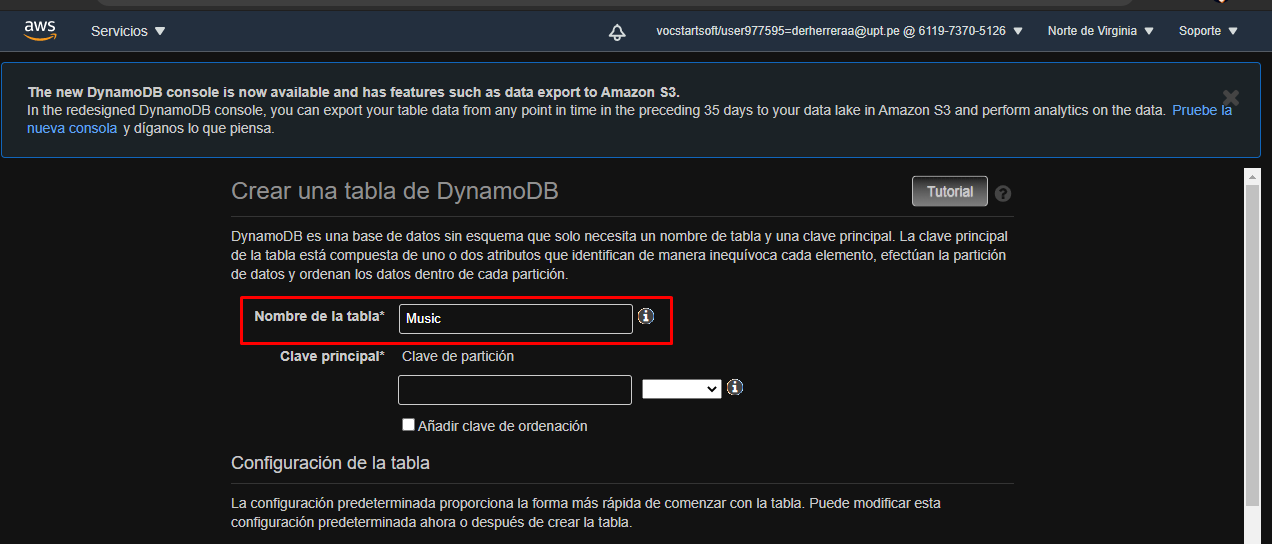 aws Servicios vocstartsoft/user977595=derherreraa@upt.pe @ 6119-7370-5126 Norte de Virginia Soporte
The new DynamoDB console is now available and has features such as data export to Amazon S3.
In the redesigned DynamoDB console, you can export your table data from any point in time in the preceding 35 days to your data lake in Amazon S3 and perform analytics on the data. Pruebe la
nueva consola y díganos lo que piensa.
Crear una tabla de DynamoDB
Tutorial
DynamoDB es una base de datos sin esquema que solo necesita un nombre de tabla y una clave principal. La clave principal
de la tabla está compuesta de uno o dos atributos que identifican de manera inequívoca cada elemento, efectúan la partición
de datos y ordenan los datos dentro de cada partición.
Nombre de la tabla* Music
Clave principal* Clave de partición
Añadir clave de ordenación
Configuración de la tabla
La configuración predeterminada proporciona la forma más rápida de comenzar con la tabla. Puede modificar esta
configuración predeterminada ahora o después de crear la tabla.